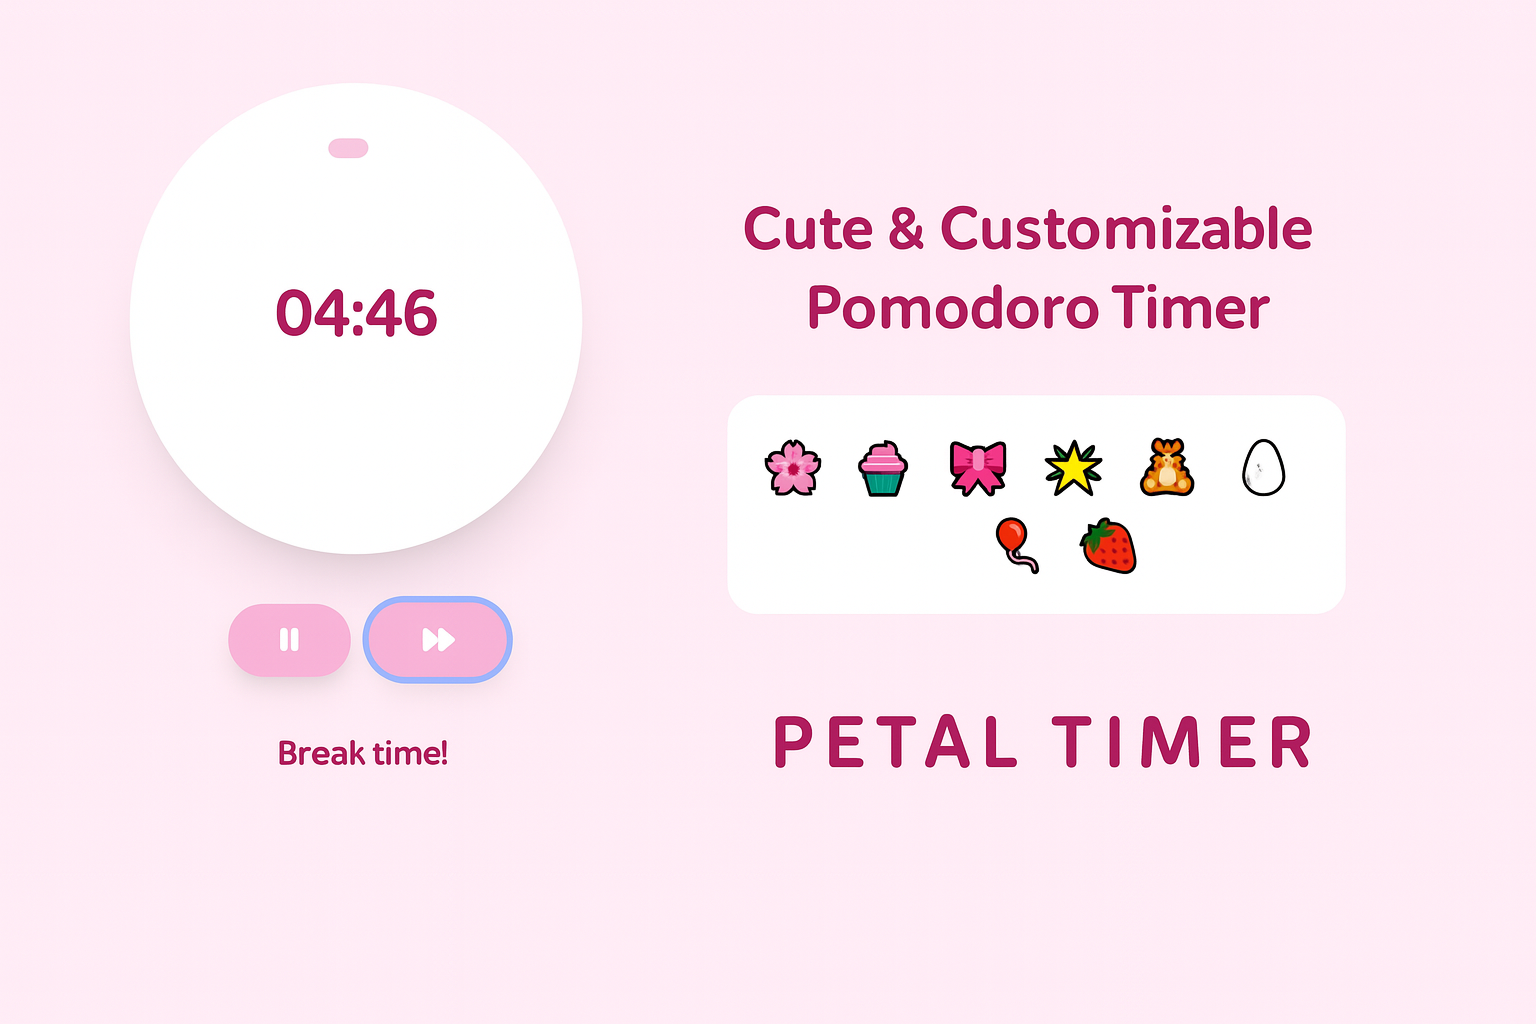 04:46
Break time!
Cute & Customizable
Pomodoro Timer
PETAL TIMER